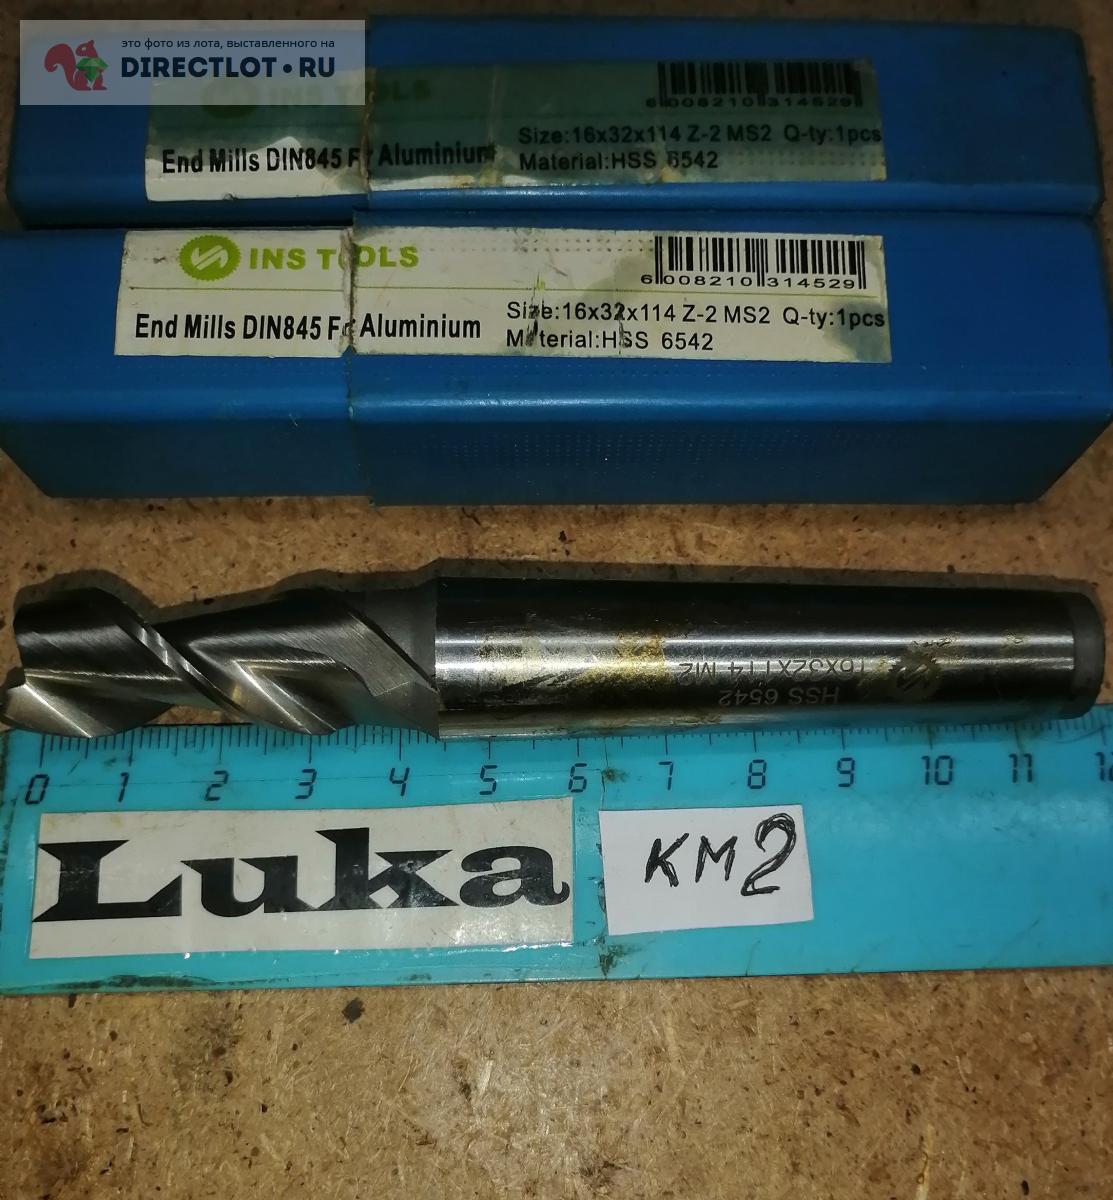 это фото из лота, выставленного на
DIRECTLOT.RU
INS TOOLS
6 008210 314529
End Mills DIN845 F Aluminium
Size:16x32x114 Z-2 MS2 Q-ty:1pcs
Material:HSS 6542
INS TOOLS
6 008210 314529
End Mills DIN845 F Aluminium
Size:16x32x114 Z-2 MS2 Q-ty:1pcs
Material:HSS 6542
16x32x114 M2
HSS 6542
0 1 2 3 4 5 6 7 8 9 10 11 12
Luka
КМ2